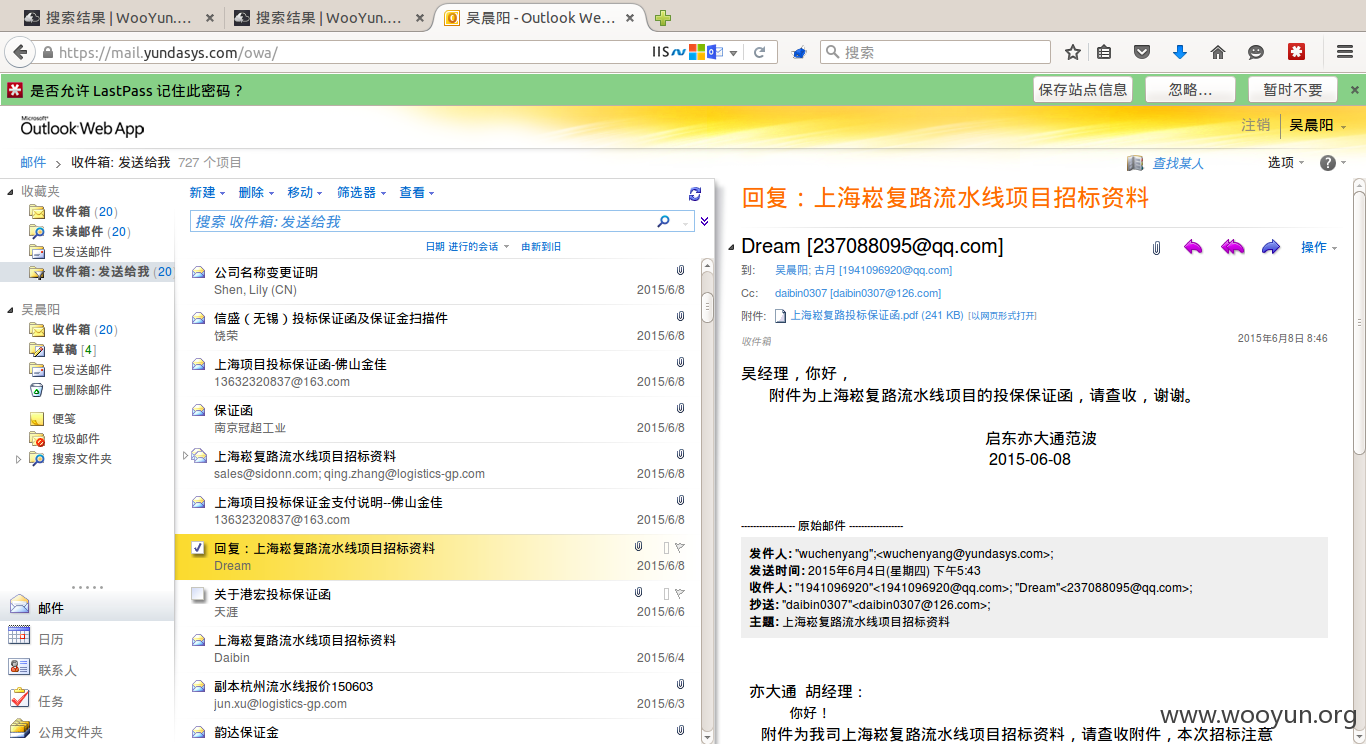 搜索结果 | WooYun....
搜索结果 | WooYun....
吴晨阳 - Outlook We...
https://mail.yundasys.com/owa/
IIS
搜索
是否允许 LastPass 记住此密码？
保存站点信息
忽略...
暂时不要
Microsoft®
Outlook Web App
注销
吴晨阳
邮件 > 收件箱: 发送给我 727 个项目
查找某人
选项
收藏夹
收件箱 (20)
未读邮件 (20)
已发送邮件
收件箱: 发送给我 (20
吴晨阳
收件箱 (20)
草稿 [4]
已发送邮件
已删除邮件
便笺
垃圾邮件
搜索文件夹
邮件
日历
联系人
任务
公用文件夹
新建 删除 移动 筛选器 查看
搜索 收件箱: 发送给我
日期 进行的会话 由新到旧
公司名称变更证明
Shen, Lily (CN) 2015/6/8
信盛（无锡）投标保证函及保证金扫描件
饶荣 2015/6/8
上海项目投标保证函-佛山金佳
13632320837@163.com 2015/6/8
保证函
南京冠超工业 2015/6/8
上海崧复路流水线项目招标资料
sales@sidonn.com; qing.zhang@logistics-gp.com 2015/6/8
上海项目投标保证金支付说明--佛山金佳
13632320837@163.com 2015/6/8
回复：上海崧复路流水线项目招标资料
Dream 2015/6/8
关于港宏投标保证函
天涯 2015/6/6
上海崧复路流水线项目招标资料
Daibin 2015/6/4
副本杭州流水线报价150603
jun.xu@logistics-gp.com 2015/6/3
韵达保证金
回复：上海崧复路流水线项目招标资料
Dream [237088095@qq.com]
操作
到: 吴晨阳; 古月 [1941096920@qq.com]
Cc: daibin0307 [daibin0307@126.com]
附件: 上海崧复路投标保证函.pdf (241 KB) [以网页形式打开]
收件箱
2015年6月8日 8:46
吴经理，你好，
附件为上海崧复路流水线项目的投保保证函，请查收，谢谢。
启东亦大通范波
2015-06-08
------------------ 原始邮件 ------------------
发件人: "wuchenyang";<wuchenyang@yundasys.com>;
发送时间: 2015年6月4日(星期四) 下午5:43
收件人: "1941096920"<1941096920@qq.com>; "Dream"<237088095@qq.com>;
抄送: "daibin0307"<daibin0307@126.com>;
主题: 上海崧复路流水线项目招标资料
亦大通 胡经理：
你好！
附件为我司上海崧复路流水线项目招标资料，请查收附件，本次招标注意
www.wooyun.org